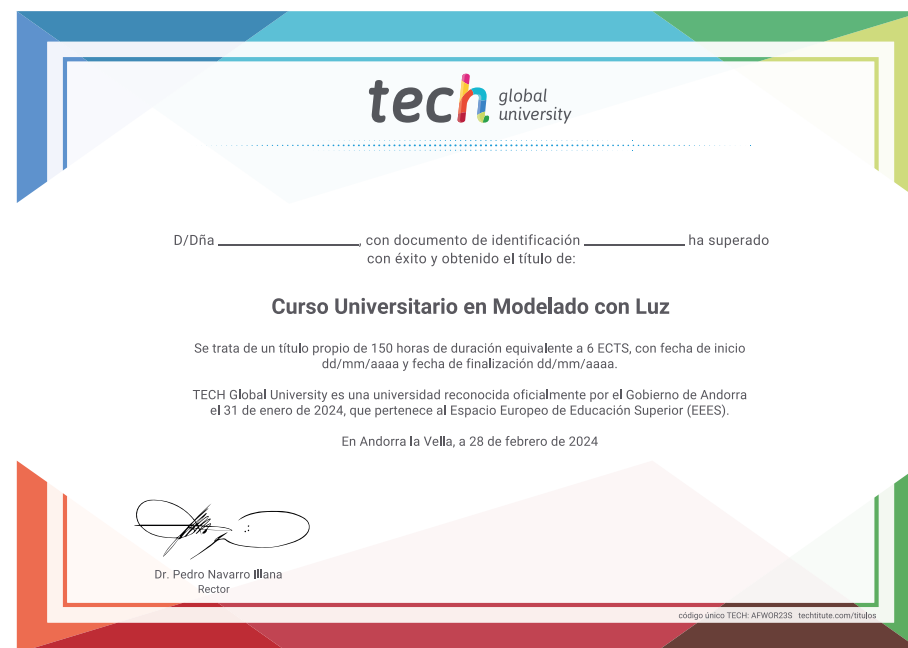 tech global university
D/Dña ____________________, con documento de identificación ______________ ha superado
con éxito y obtenido el título de:
Curso Universitario en Modelado con Luz
Se trata de un título propio de 150 horas de duración equivalente a 6 ECTS, con fecha de inicio
dd/mm/aaaa y fecha de finalización dd/mm/aaaa.
TECH Global University es una universidad reconocida oficialmente por el Gobierno de Andorra
el 31 de enero de 2024, que pertenece al Espacio Europeo de Educación Superior (EEES).
En Andorra la Vella, a 28 de febrero de 2024
Dr. Pedro Navarro Illana
Rector
código único TECH: AFWOR23S techtitute.com/titulos